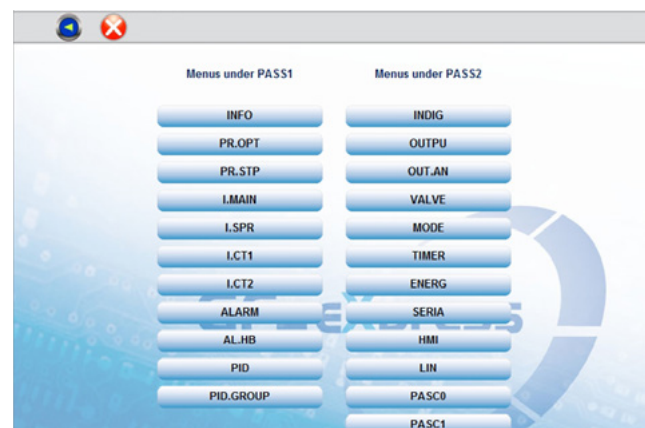 Menus under PASS1
Menus under PASS2
INFO
INDIG
PR.OPT
OUTPU
PR.STP
OUT.AN
I.MAIN
VALVE
I.SPR
MODE
I.CT1
TIMER
I.CT2
ENERG
ALARM
SERIA
AL.HB
HMI
PID
LIN
PID.GROUP
PASC0
PASC1